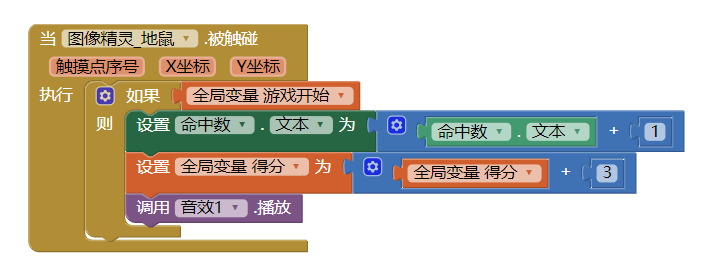 当 图像精灵_地鼠 .被触碰
触摸点序号 X坐标 Y坐标
执行 如果 全局变量 游戏开始
则 设置 命中数 . 文本 为 命中数 . 文本 + 1
设置 全局变量 得分 为 全局变量 得分 + 3
调用 音效1 .播放